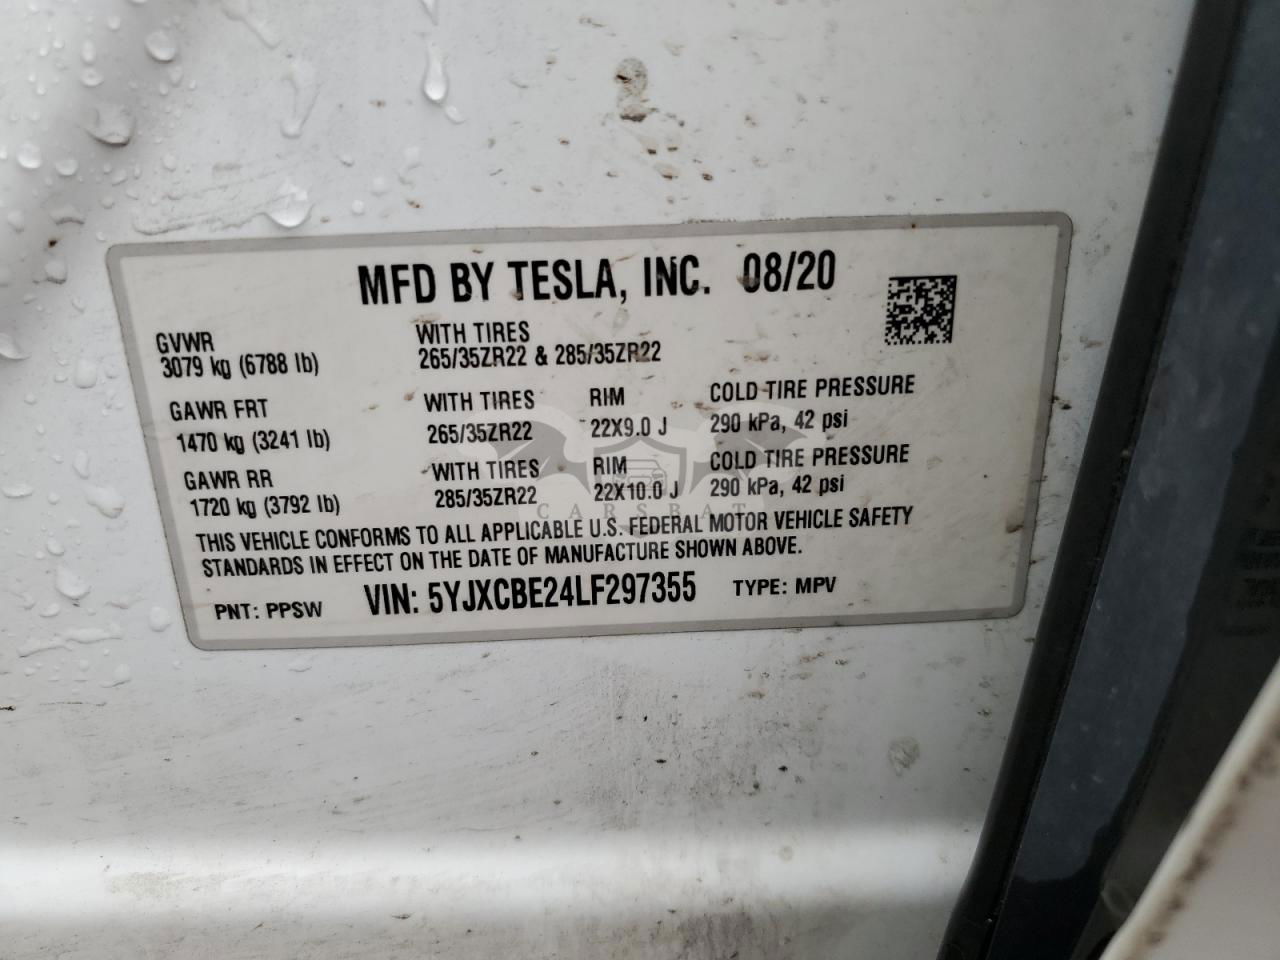 MFD BY TESLA, INC. 08/20
GVWR WITH TIRES
3079 kg (6788 lb) 265/35ZR22 & 285/35ZR22
GAWR FRT WITH TIRES RIM COLD TIRE PRESSURE
1470 kg (3241 lb) 265/35ZR22 22X9.0 J 290 kPa, 42 psi
GAWR RR WITH TIRES RIM COLD TIRE PRESSURE
1720 kg (3792 lb) 285/35ZR22 22X10.0 J 290 kPa, 42 psi
CARSBAT
THIS VEHICLE CONFORMS TO ALL APPLICABLE U.S. FEDERAL MOTOR VEHICLE SAFETY
STANDARDS IN EFFECT ON THE DATE OF MANUFACTURE SHOWN ABOVE.
PNT: PPSW VIN: 5YJXCBE24LF297355 TYPE: MPV